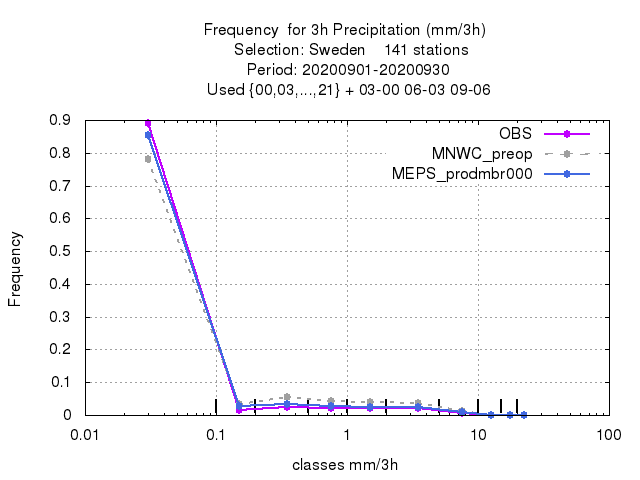 Frequency  for 3h Precipitation (mm/3h)
Selection: Sweden    141 stations
Period: 20200901-20200930
Used {00,03,...,21} + 03-00 06-03 09-06
OBS
MNWC_preop
MEPS_prodmbr000
0.9
0.8
0.7
0.6
0.5
0.4
0.3
0.2
0.1
0
Frequency
0.01
0.1
1
10
100
classes mm/3h